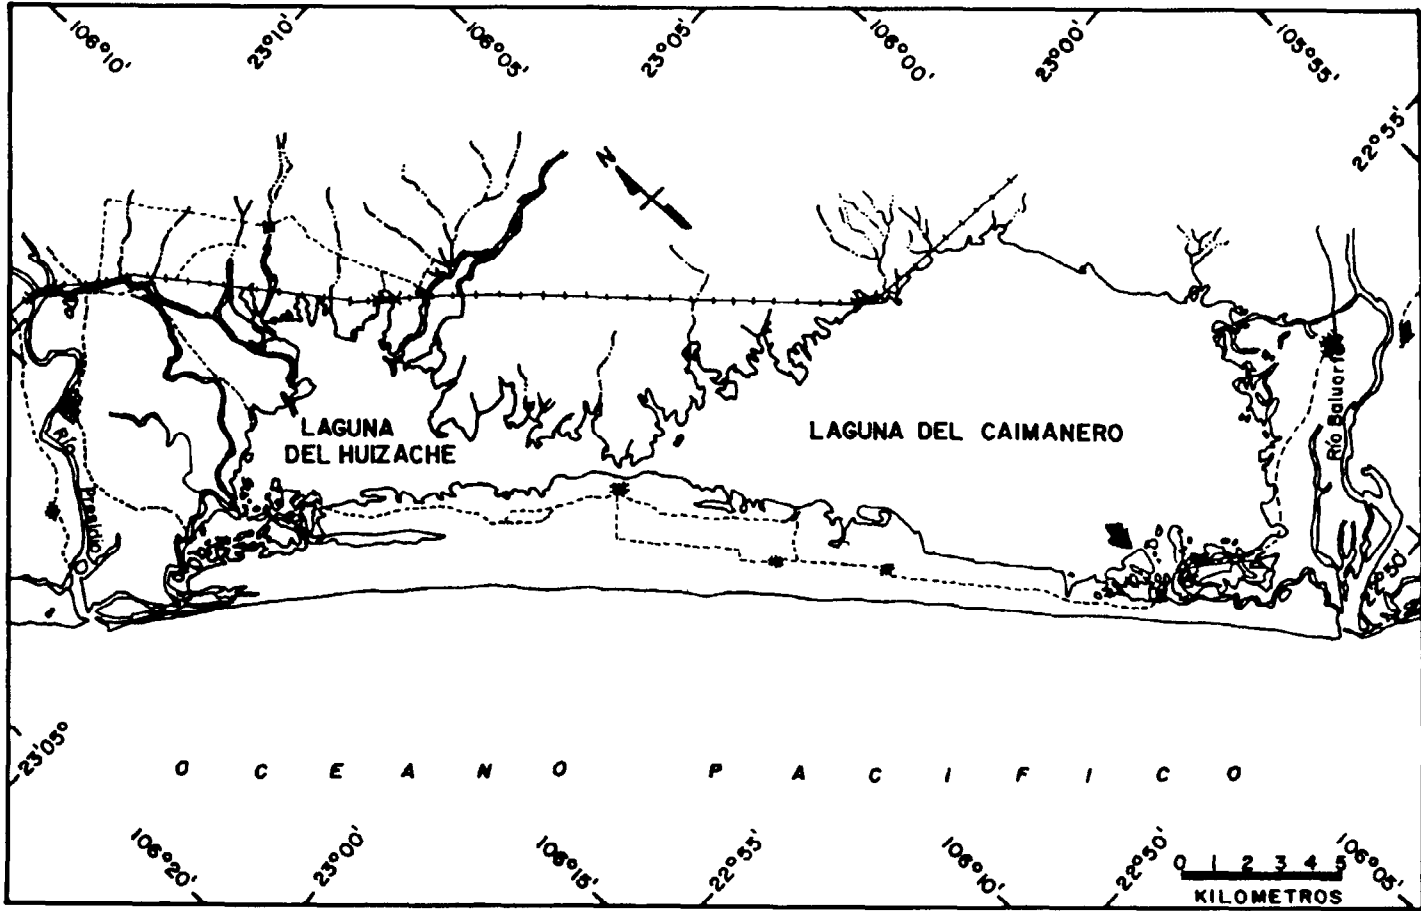 106°10'
23°10'
106°05'
23°05'
106°00'
23°00'
105°55'
22°55'
N
LAGUNA
DEL HUIZACHE
LAGUNA DEL CAIMANERO
Río Presidio
Río Baluarte
22°50'
23'05°
OCEANO PACIFICO
106°20'
23°00'
106°15'
22°55'
106°10'
22°50'
106°05'
0 1 2 3 4 5
KILOMETROS